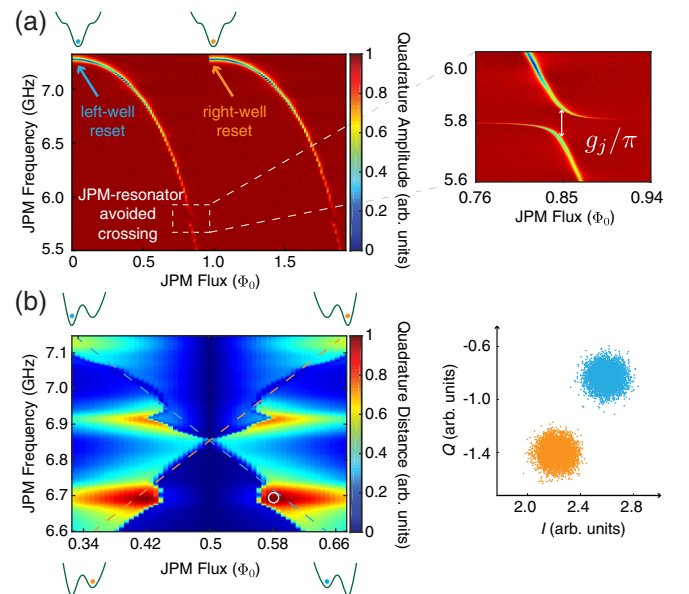 (a)
JPM Frequency (GHz)
7.0
6.5
6.0
5.5
left-well
reset
right-well
reset
JPM-resonator
avoided
crossing
0
0.5
1.0
1.5
JPM Flux (Φ0)
1
0.8
0.6
0.4
0.2
0
Quadrature Amplitude (arb. units)
6.0
5.8
5.6
gj/π
0.76
0.85
0.94
JPM Flux (Φ0)
(b)
JPM Frequency (GHz)
7.1
7.0
6.9
6.7
6.6
0.34
0.42
0.5
0.58
0.66
JPM Flux (Φ0)
1
0.8
0.6
0.4
0.2
0
Quadrature Distance (arb. units)
Q (arb. units)
-0.6
-1.0
-1.4
2.0
2.4
2.8
I (arb. units)